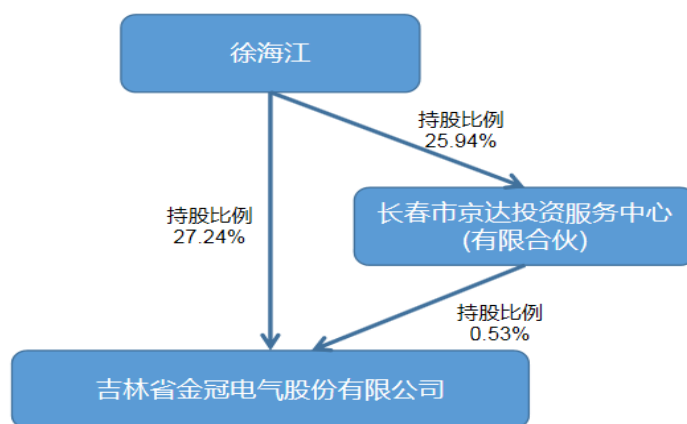 徐海江
持股比例
25.94%
持股比例
27.24%
长春市京达投资服务中心
(有限合伙)
持股比例
0.53%
吉林省金冠电气股份有限公司